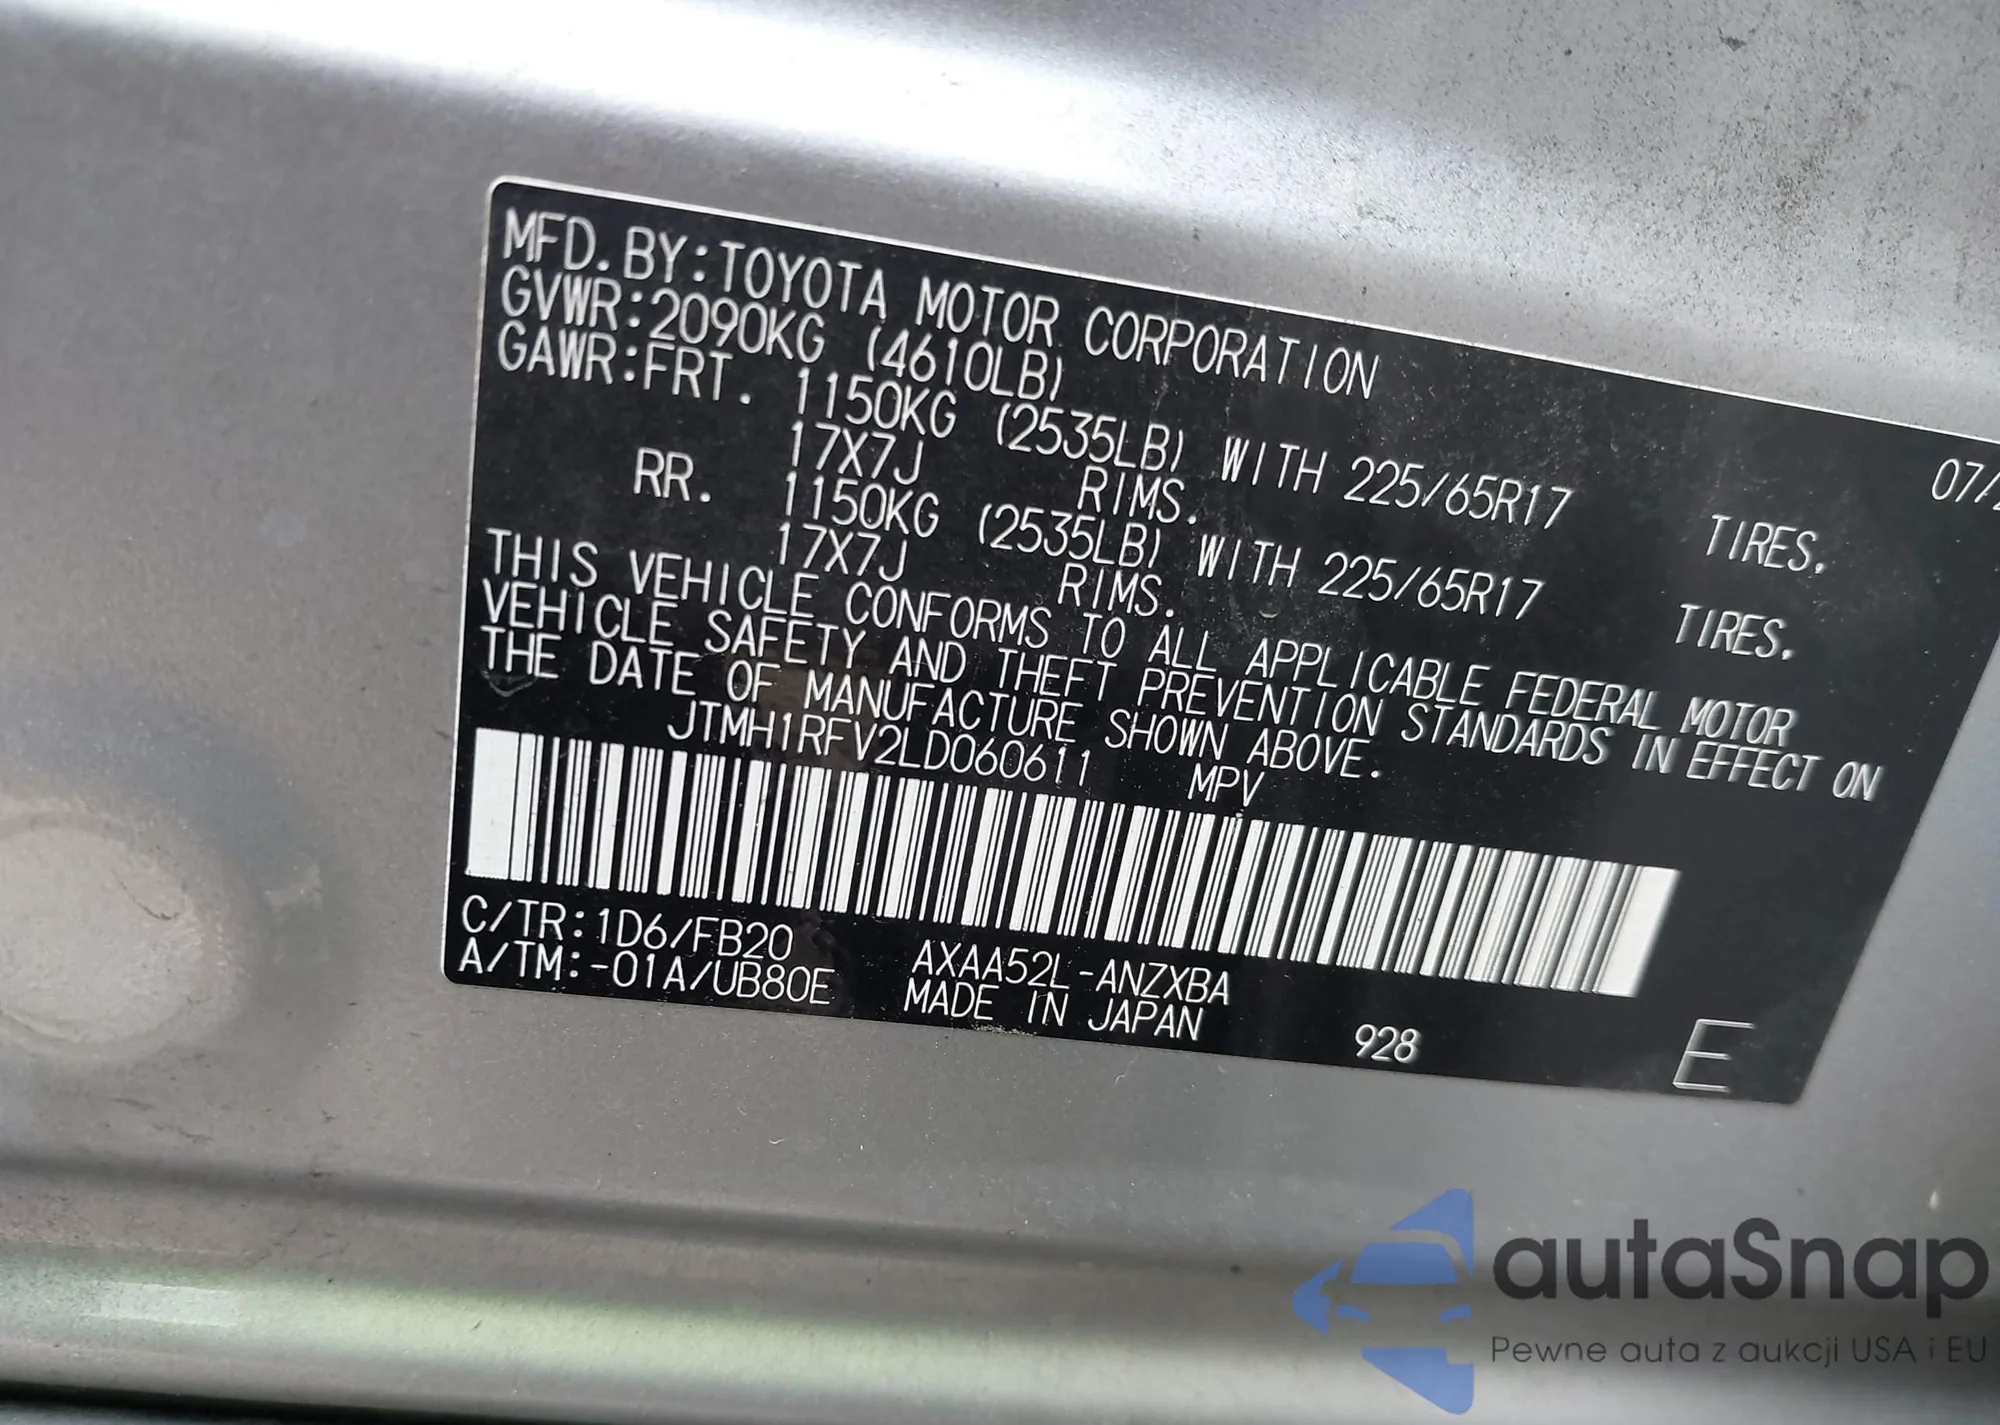 MFD. BY: TOYOTA MOTOR CORPORATION 07/2
GVWR: 2090KG (4610LB)
GAWR: FRT. 1150KG (2535LB) WITH 225/65R17 TIRES.
17X7J RIMS.
RR. 1150KG (2535LB) WITH 225/65R17 TIRES.
17X7J RIMS.
THIS VEHICLE CONFORMS TO ALL APPLICABLE FEDERAL MOTOR
VEHICLE SAFETY AND THEFT PREVENTION STANDARDS IN EFFECT ON
THE DATE OF MANUFACTURE SHOWN ABOVE.
JTMH1RFV2LD060611 MPV
C/TR: 1D6/FB20 AXAA52L-ANZXBA
A/TM: -01A/UB80E MADE IN JAPAN 928 E
autaSnap
Pewne auta z aukcji USA i EU